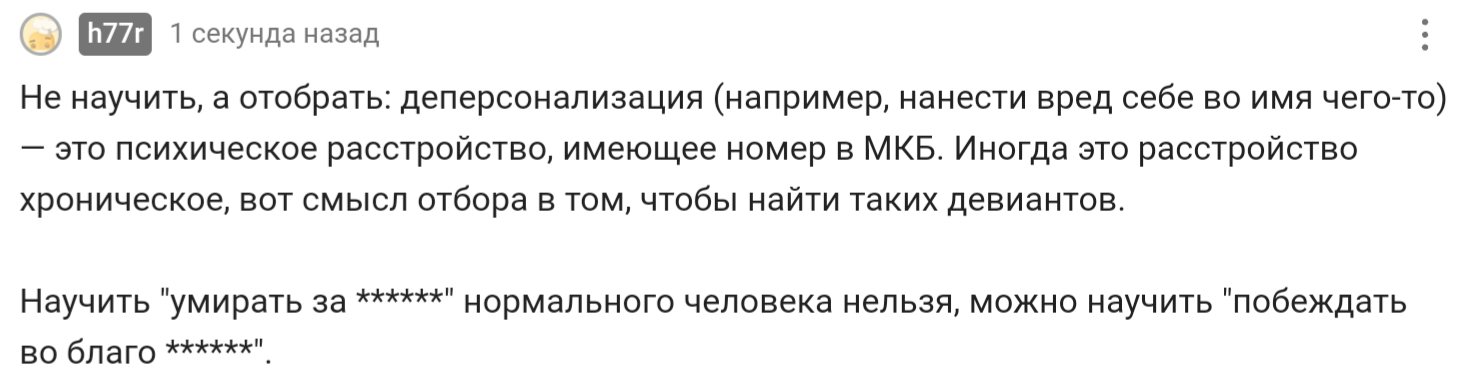 h77r 1 секунда назад
Не научить, а отобрать: деперсонализация (например, нанести вред себе во имя чего-то)
— это психическое расстройство, имеющее номер в МКБ. Иногда это расстройство
хроническое, вот смысл отбора в том, чтобы найти таких девиантов.
Научить "умирать за ******" нормального человека нельзя, можно научить "побеждать
во благо ******".